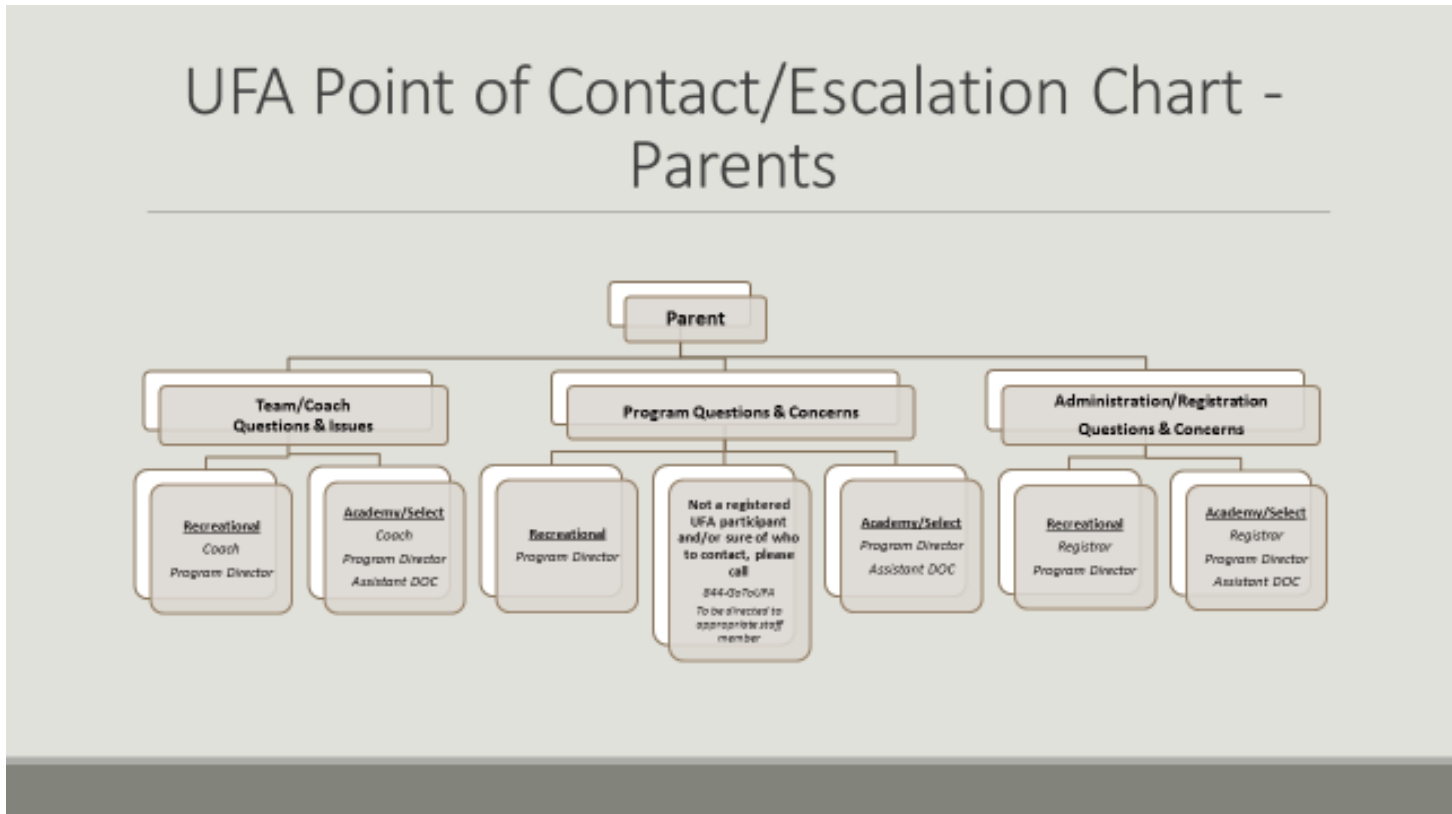 UFA Point of Contact/Escalation Chart -
Parents
Parent
Team/Coach
Questions & Issues
Program Questions & Concerns
Administration/Registration
Questions & Concerns
Recreational
Coach
Program Director
Academy/Select
Coach
Program Director
Assistant DOC
Recreational
Program Director
Not a registered
UFA participant
and/or sure of who
to contact, please
call
844-GoToUFA
To be directed to
appropriate staff
member
Academy/Select
Program Director
Assistant DOC
Recreational
Registrar
Program Director
Academy/Select
Registrar
Program Director
Assistant DOC